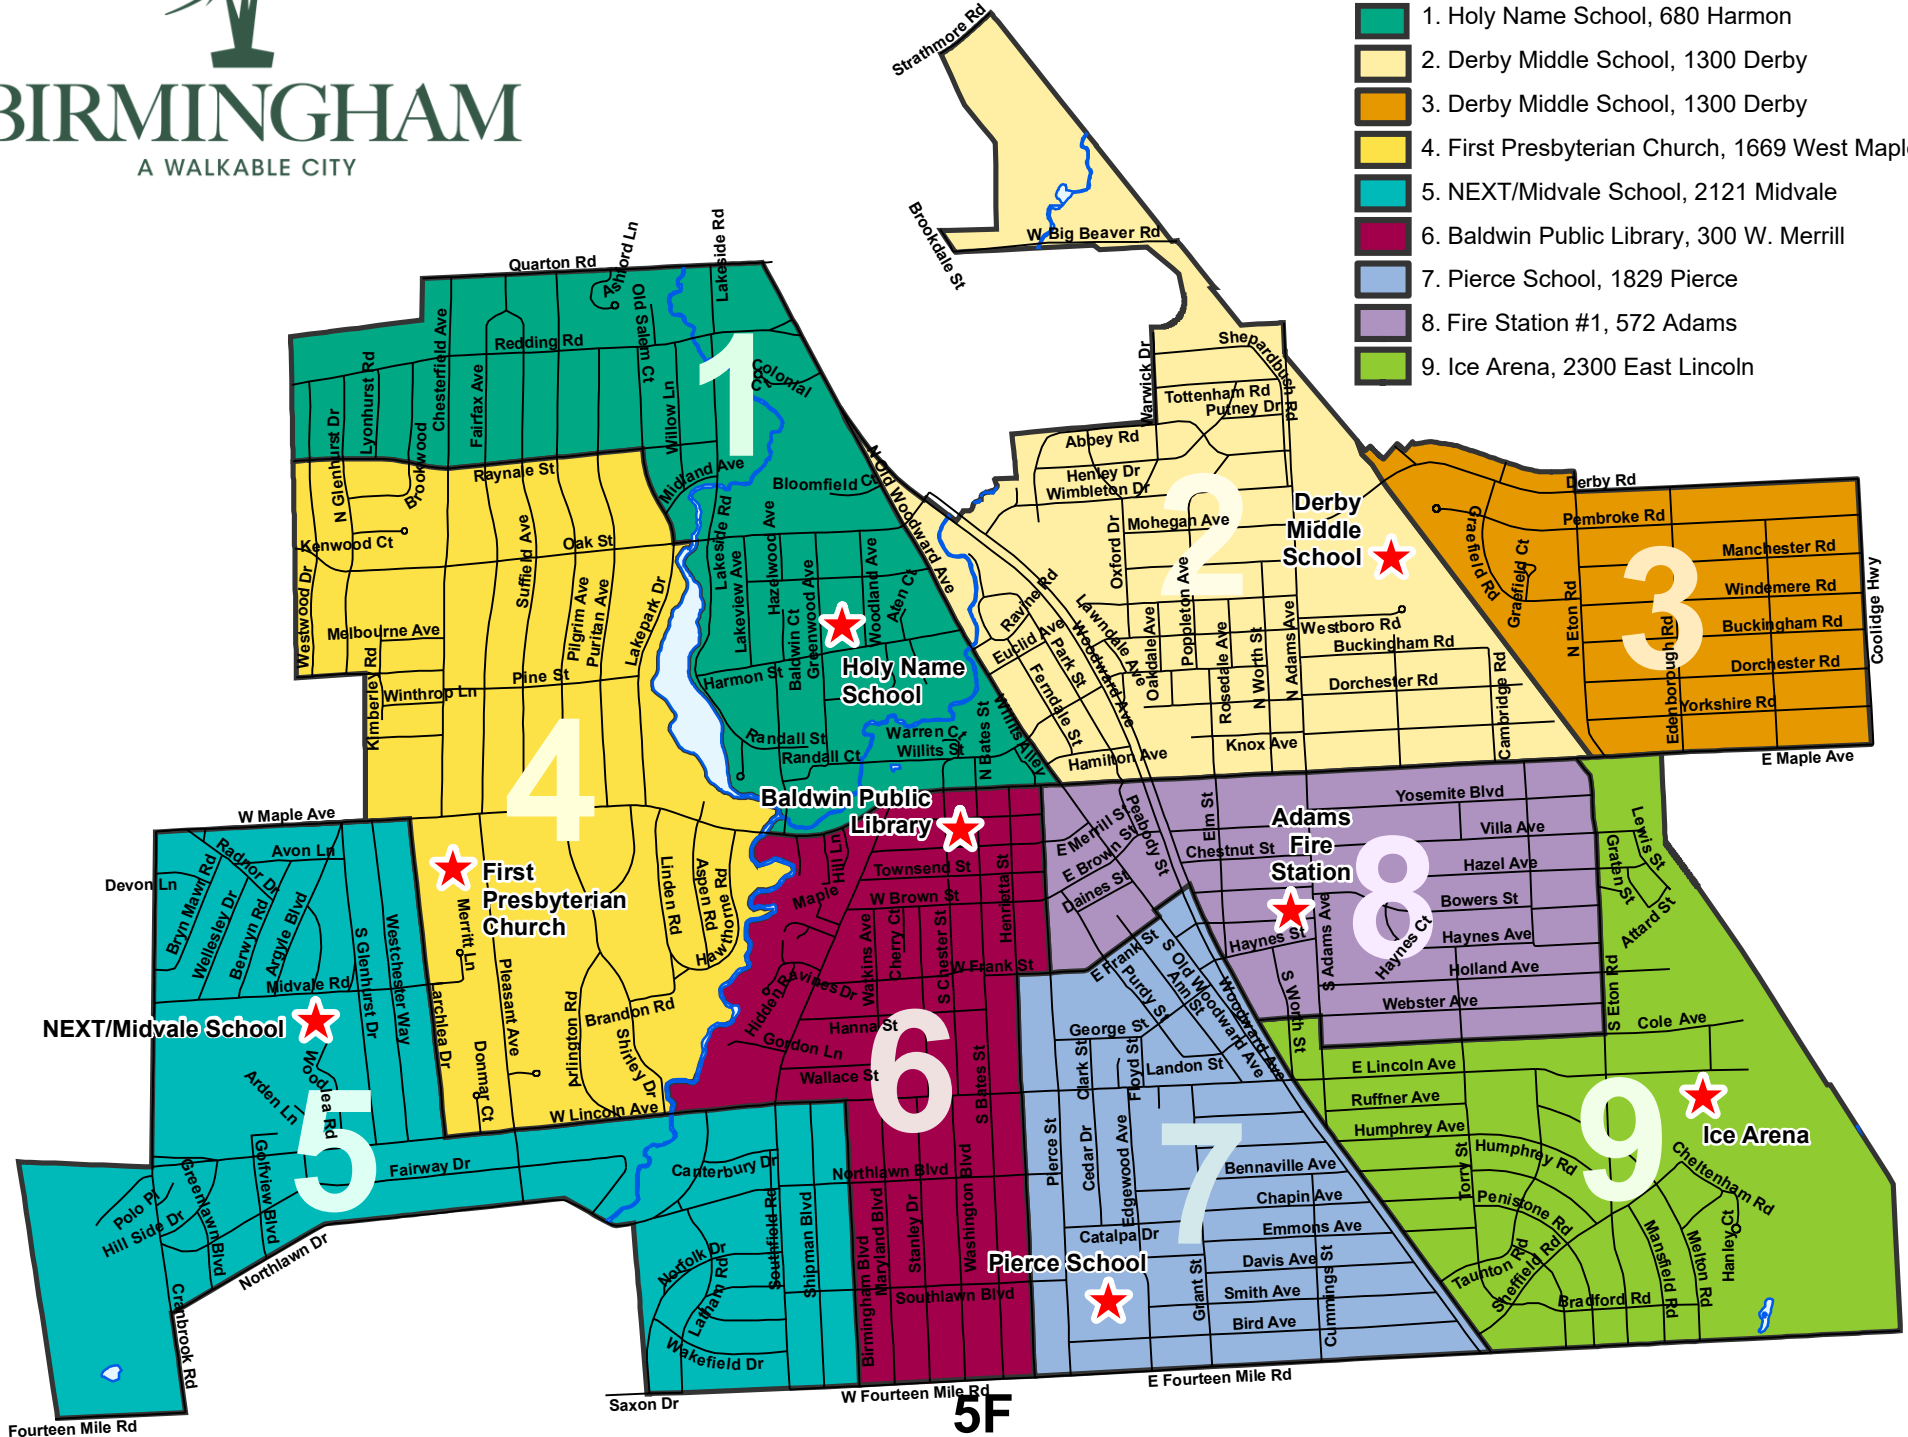 BIRMINGHAM
A WALKABLE CITY
1. Holy Name School, 680 Harmon
2. Derby Middle School, 1300 Derby
3. Derby Middle School, 1300 Derby
4. First Presbyterian Church, 1669 West Maple
5. NEXT/Midvale School, 2121 Midvale
6. Baldwin Public Library, 300 W. Merrill
7. Pierce School, 1829 Pierce
8. Fire Station #1, 572 Adams
9. Ice Arena, 2300 East Lincoln
Strathmore Rd
Brookdale St
W Big Beaver Rd
Quarton Rd
Ashford Ln
Lakeside Rd
Old Salem Ct
Redding Rd
Chesterfield Ave
Lyonhurst Rd
N Glenhurst Dr
Fairfax Ave
Brookwood
Willow Ln
1
Colonial
Ct
Raynale St
Midland Ave
Bloomfield Ct
N Old Woodward Ave
Warwick Dr
Shepardbush Rd
Tottenham Rd
Putney Dr
Abbey Rd
Henley Dr
Wimbleton Dr
Mohegan Ave
Oxford Dr
2
Derby
Middle
School
Derby Rd
Pembroke Rd
Manchester Rd
Windemere Rd
Buckingham Rd
Dorchester Rd
Yorkshire Rd
Graefield Rd
Graefield Ct
N Eton Rd
3
Edenborough Rd
Coolidge Hwy
E Maple Ave
Kenwood Ct
Westwood Dr
Suffield Ave
Oak St
Pilgrim Ave
Puritan Ave
Lakepark Dr
Melbourne Ave
Kimberley Rd
Winthrop Ln
Pine St
4
Lakeside Rd
Lakeview Ave
Hazelwood Ave
Baldwin Ct
Greenwood Ave
Woodland Ave
Aten Ct
Holy Name
School
Harmon St
Randall St
Randall Ct
Warren Ct
Willits St
N Bates St
Willits Alley
Ravine Rd
Euclid Ave
Park St
Ferndale St
Lawndale Ave
Woodward Ave
Oakdale Ave
Poppleton Ave
Rosedale Ave
N Worth St
N Adams Ave
Westboro Rd
Buckingham Rd
Dorchester Rd
Cambridge Rd
Knox Ave
Hamilton Ave
Baldwin Public
Library
W Maple Ave
Radnor Dr
Avon Ln
Devon Ln
Bryn Mawr Rd
Wellesley Dr
Berwyn Rd
Argyle Blvd
S Glenhurst Dr
Westchester Way
Midvale Rd
NEXT/Midvale School
Woodlea Rd
Arden Ln
5
First
Presbyterian
Church
Merritt Ln
Larchlea Dr
Pleasant Ave
Donmar Ct
Arlington Rd
Shirley Dr
Brandon Rd
Linden Rd
Aspen Rd
Hawthorne Rd
W Lincoln Ave
Hill Ln
Maple
Townsend St
W Brown St
Henrietta St
Watkins Ave
Cherry Ct
S Chester St
W Frank St
Hidden Ravines Dr
Hanna St
Gordon Ln
Wallace St
6
S Bates St
Peabody St
E Merrill St
E Brown St
Daines St
Elm St
Chestnut St
Adams
Fire
Station
8
Yosemite Blvd
Villa Ave
Hazel Ave
Bowers St
Haynes St
Haynes Ct
Haynes Ave
Holland Ave
Webster Ave
S Adams Ave
S Worth St
S Eton Rd
Lewis St
Graten St
Attard St
Cole Ave
E Frank St
Purdy St
Ann St
S Old Woodward Ave
Woodward Ave
George St
Clark St
Floyd St
Landon St
Pierce St
Cedar Dr
Edgewood Ave
7
Bennaville Ave
Chapin Ave
Emmons Ave
Davis Ave
Smith Ave
Bird Ave
Catalpa Dr
Grant St
Cummings St
Pierce School
E Lincoln Ave
Ruffner Ave
Humphrey Ave
Humphrey Rd
Torry St
Penistone Rd
Taunton Rd
Sheffield Rd
Bradford Rd
Mansfield Rd
Melton Rd
Hanley Ct
Cheltenham Rd
9
Ice Arena
Polo Pl
Hill Side Dr
Greenlawn Blvd
Golfview Blvd
Fairway Dr
Northlawn Dr
Cranbrook Rd
Fourteen Mile Rd
Canterbury Dr
Norfolk Dr
Latham Rd
Wakefield Dr
Southfield Rd
Shipman Blvd
Northlawn Blvd
Birmingham Blvd
Maryland Blvd
Stanley Dr
Washington Blvd
Southlawn Blvd
Saxon Dr
W Fourteen Mile Rd
E Fourteen Mile Rd
5F